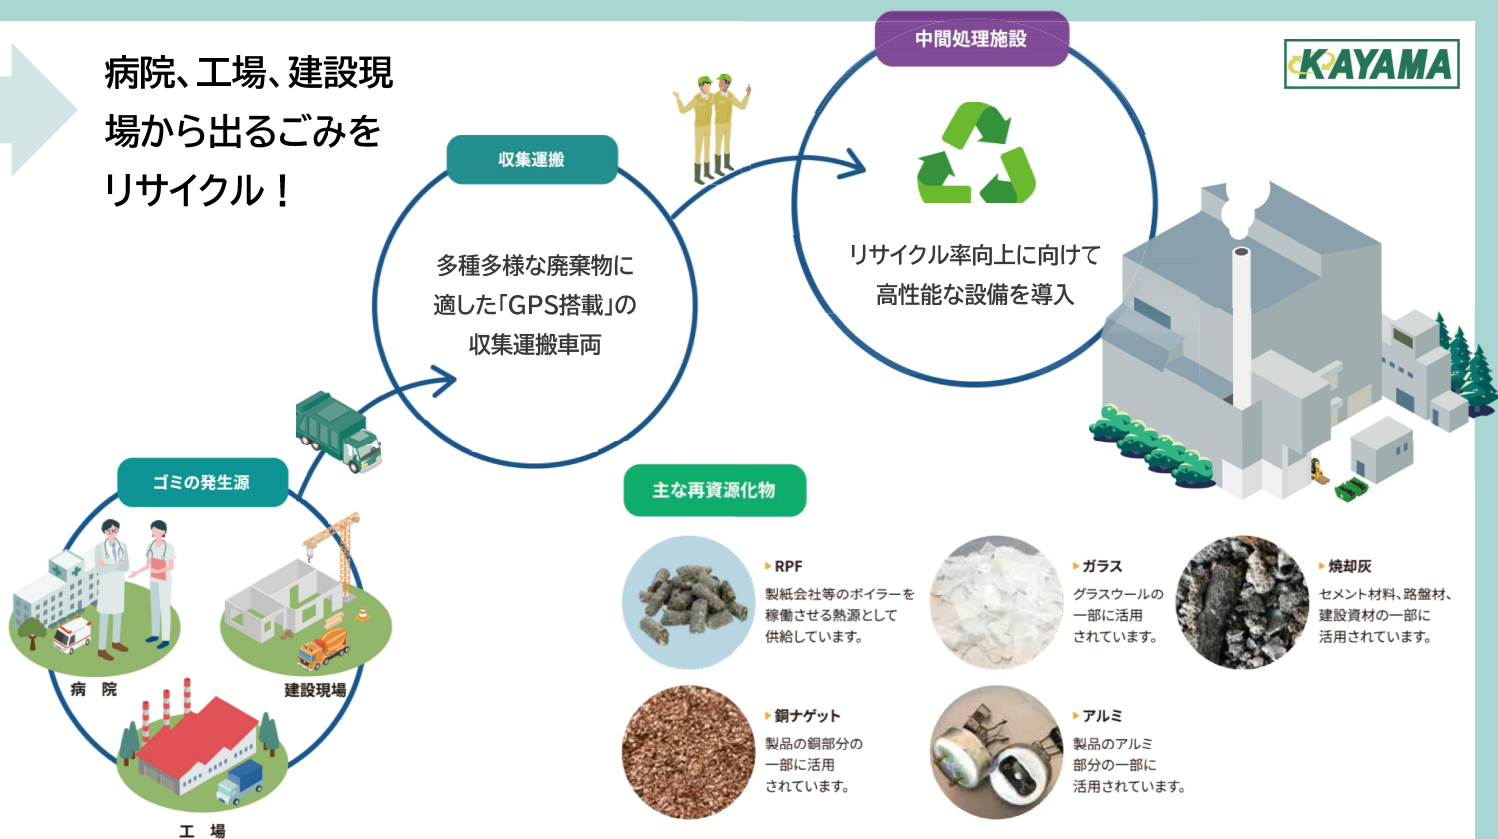 病院、工場、建設現
場から出るごみを
リサイクル！
中間処理施設
KAYAMA
収集運搬
多種多様な廃棄物に
適した「GPS搭載」の
収集運搬車両
リサイクル率向上に向けて
高性能な設備を導入
ゴミの発生源
病 院
建設現場
工 場
主な再資源化物
RPF
製紙会社等のボイラーを
稼働させる熱源として
供給しています。
ガラス
グラスウールの
一部に活用
されています。
焼却灰
セメント材料、路盤材、
建設資材の一部に
活用されています。
銅ナゲット
製品の銅部分の
一部に活用
されています。
アルミ
製品のアルミ
部分の一部に
活用されています。